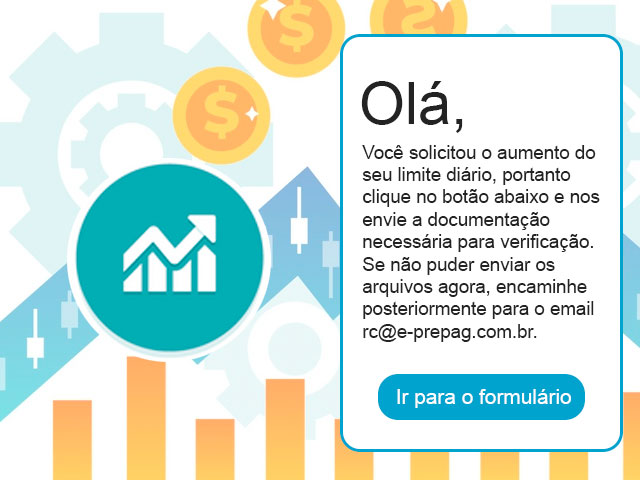 Olá,
Você solicitou o aumento do
seu limite diário, portanto
clique no botão abaixo e nos
envie a documentação
necessária para verificação.
Se não puder enviar os
arquivos agora, encaminhe
posteriormente para o email
rc@e-prepag.com.br.
Ir para o formulário